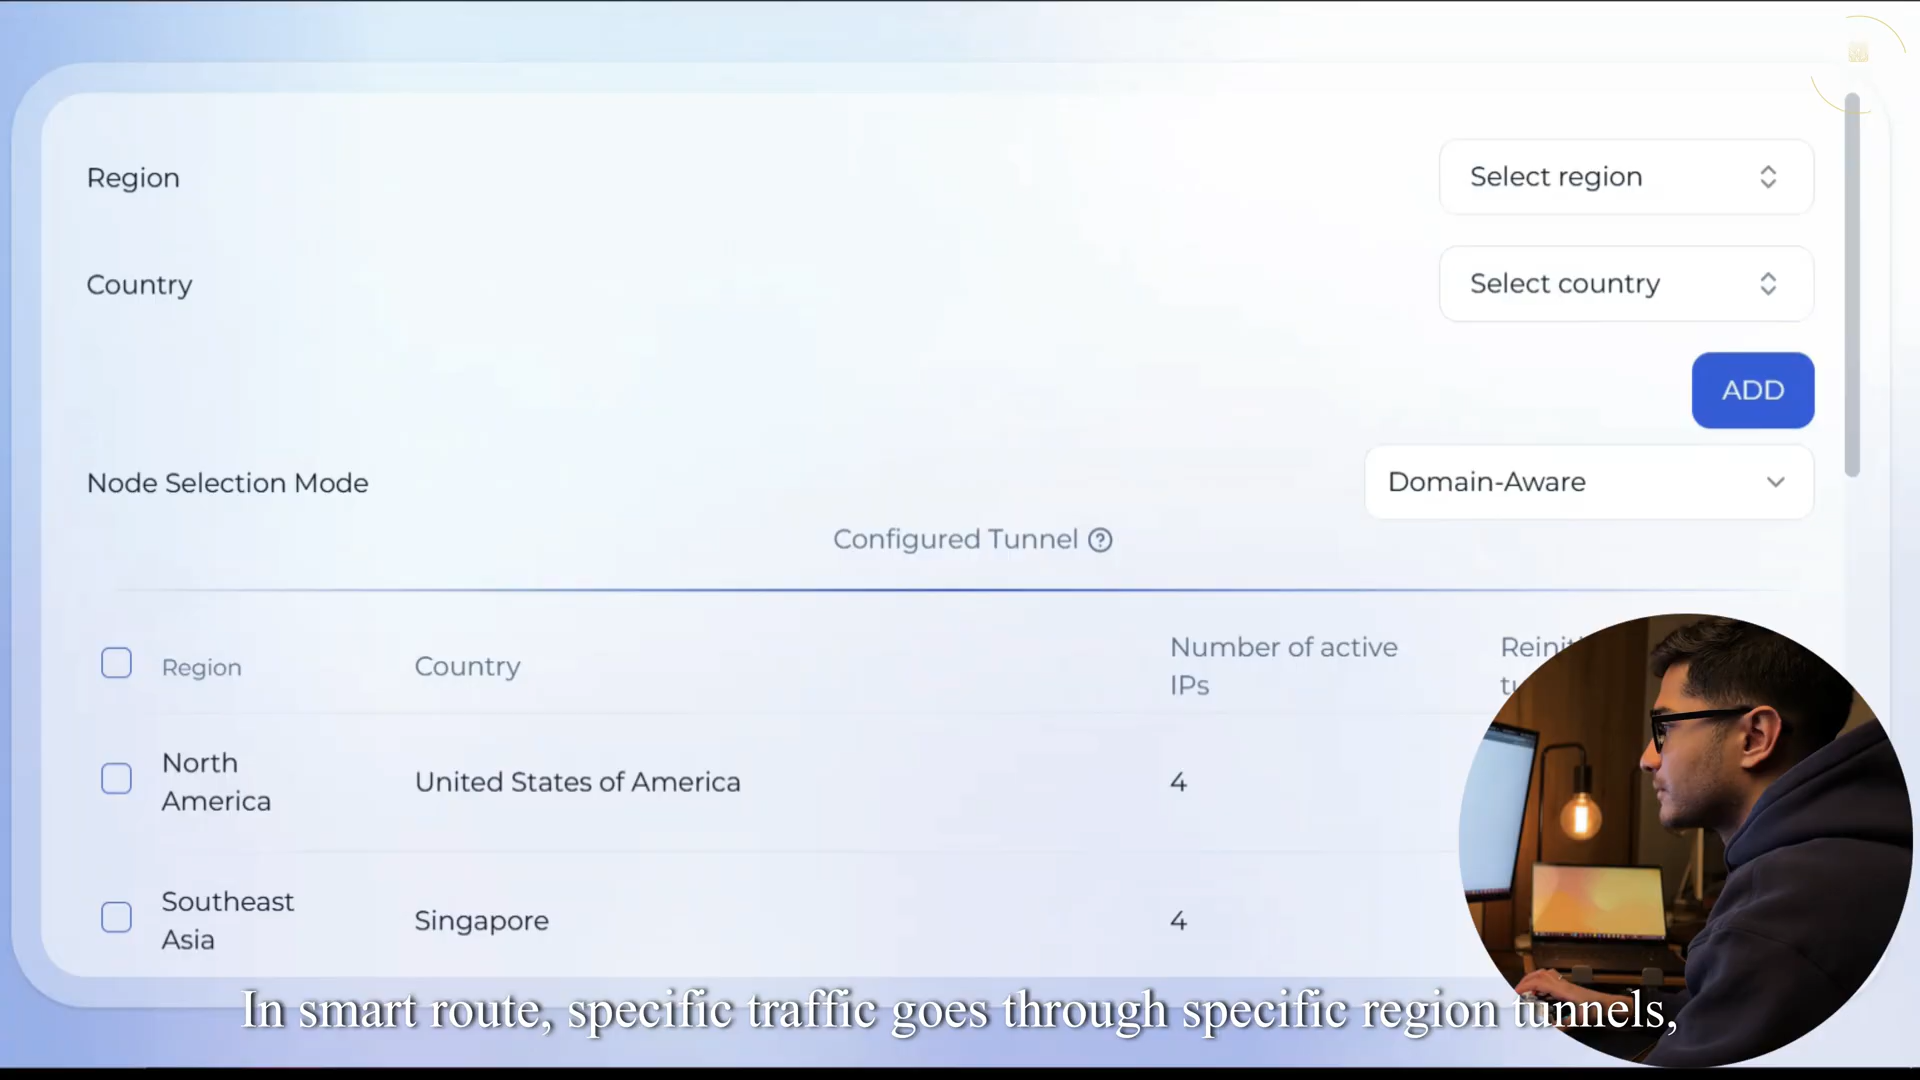 Region
Select region
Country
Select country
ADD
Node Selection Mode
Domain-Aware
Configured Tunnel
Region
Country
Number of active
IPs
North
America
United States of America
4
Southeast
Asia
Singapore
4
In smart route, specific traffic goes through specific region tunnels,